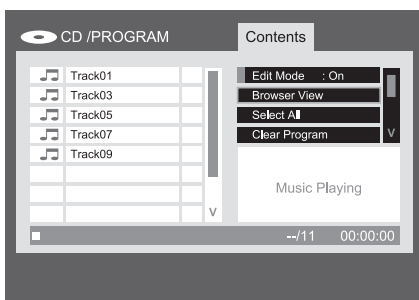 CD /PROGRAM
Contents
Track01
Track03
Track05
Track07
Track09
V
Edit Mode : On
Browser View
Select All
Clear Program
V
Music Playing
--/11 00:00:00